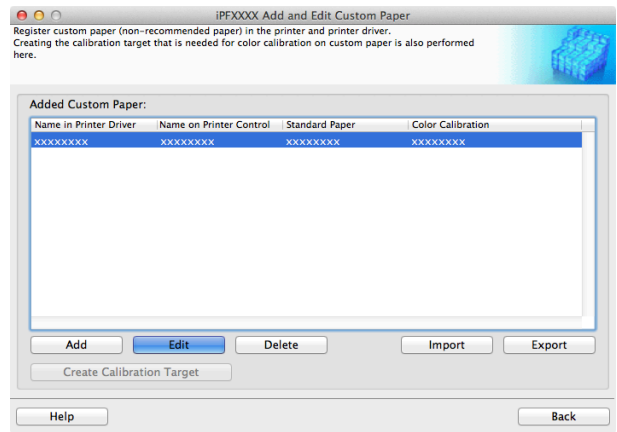 iPFXXXX Add and Edit Custom Paper
Register custom paper (non-recommended paper) in the printer and printer driver.
Creating the calibration target that is needed for color calibration on custom paper is also performed
here.
Added Custom Paper:
Name in Printer Driver Name on Printer Control Standard Paper Color Calibration
xxxxxxxx xxxxxxxx xxxxxxxx xxxxxxxx
Add Edit Delete Import Export
Create Calibration Target
Help Back